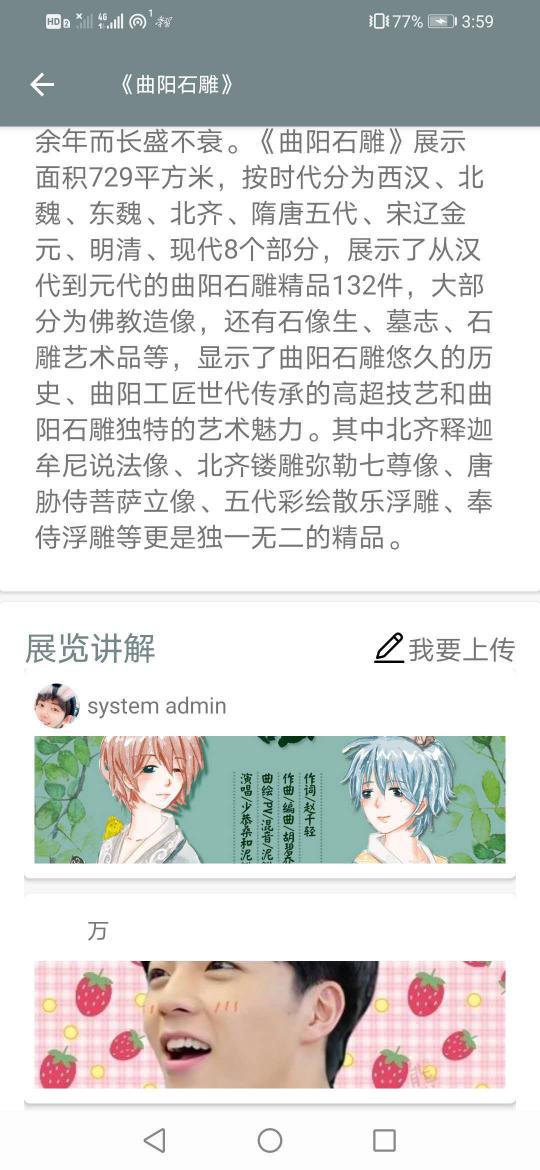 HD 2 4G 1 77% 3:59
《曲阳石雕》
余年而长盛不衰。《曲阳石雕》展示
面积729平方米，按时代分为西汉、北
魏、东魏、北齐、隋唐五代、宋辽金
元、明清、现代8个部分，展示了从汉
代到元代的曲阳石雕精品132件，大部
分为佛教造像，还有石像生、墓志、石
雕艺术品等，显示了曲阳石雕悠久的历
史、曲阳工匠世代传承的高超技艺和曲
阳石雕独特的艺术魅力。其中北齐释迦
牟尼说法像、北齐镂雕弥勒七尊像、唐
胁侍菩萨立像、五代彩绘散乐浮雕、奉
侍浮雕等更是独一无二的精品。
展览讲解
我要上传
system admin
作词/赵千轻
作曲/编曲/胡碧乔
曲绘/PV/混音/泥
演唱/少恭桑和泥
万